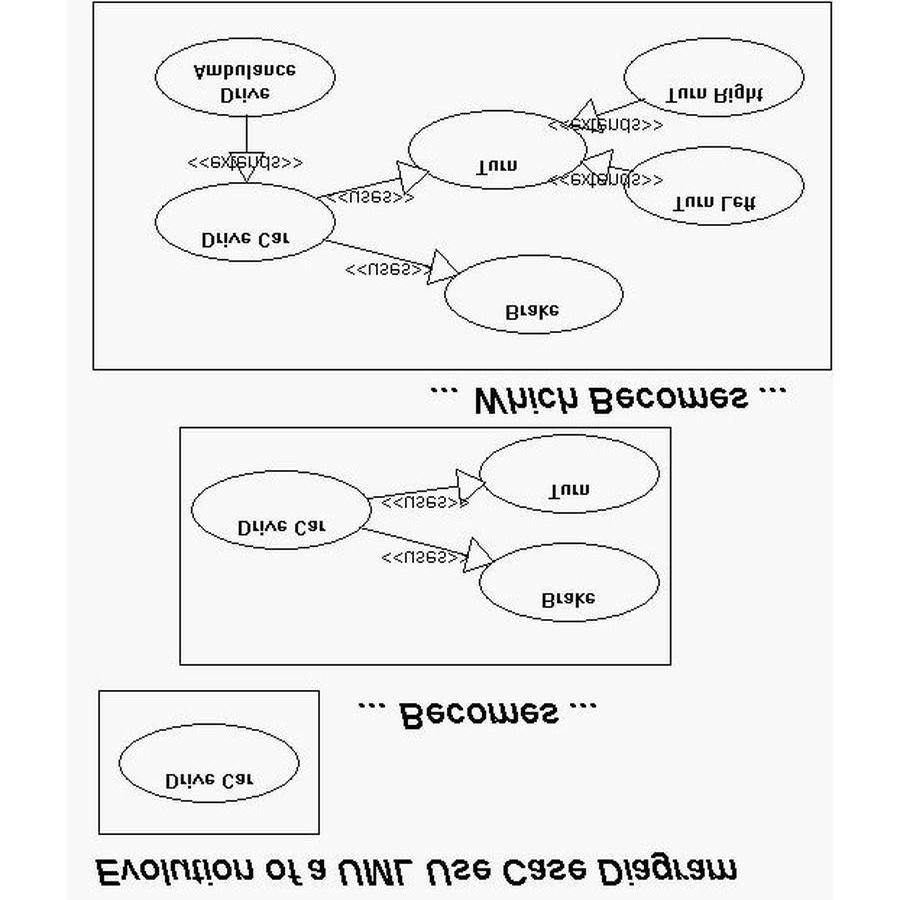 Evolution of a UML Use Case Diagram
Drive Car
... Becomes ...
Drive Car
<<uses>>
Brake
<<uses>>
Turn
... Which Becomes ...
Drive Car
<<uses>>
Brake
<<uses>>
Turn
<<extends>>
Turn Left
<<extends>>
Turn Right
<<extends>>
Drive
Ambulance